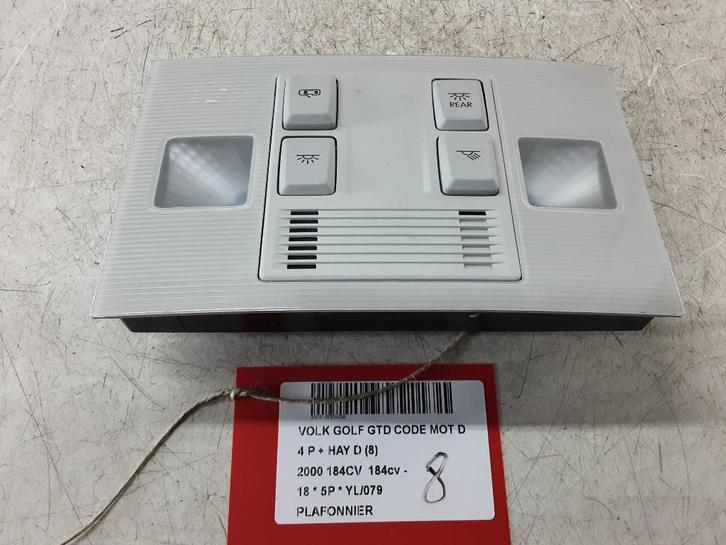 REAR
VOLK GOLF GTD CODE MOT D
4 P + HAY D (8)
2000 184CV 184cv -
18 * 5P * YL/079
PLAFONNIER
8